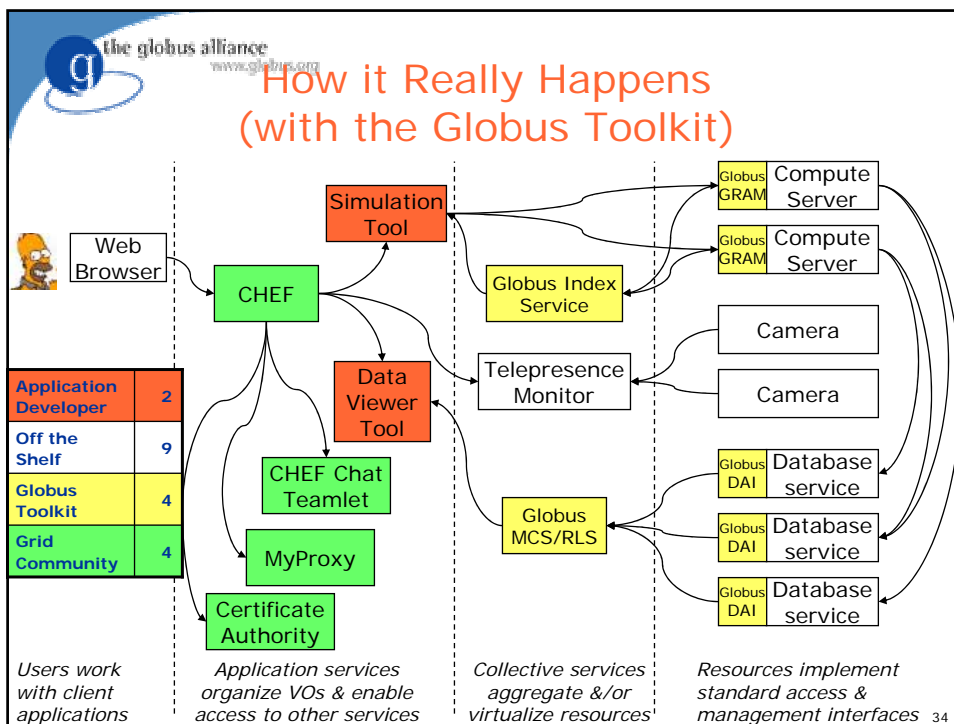 the globus alliance
www.globus.org
g
How it Really Happens
(with the Globus Toolkit)
Web
Browser
CHEF
Simulation
Tool
Data
Viewer
Tool
CHEF Chat
Teamlet
MyProxy
Certificate
Authority
Globus Index
Service
Telepresence
Monitor
Globus
MCS/RLS
Globus
GRAM
Compute
Server
Globus
GRAM
Compute
Server
Camera
Camera
Globus
DAI
Database
service
Globus
DAI
Database
service
Globus
DAI
Database
service
Application
Developer
2
Off the
Shelf
9
Globus
Toolkit
4
Grid
Community
4
Users work
with client
applications
Application services
organize VOs & enable
access to other services
Collective services
aggregate &/or
virtualize resources
Resources implement
standard access &
management interfaces
34